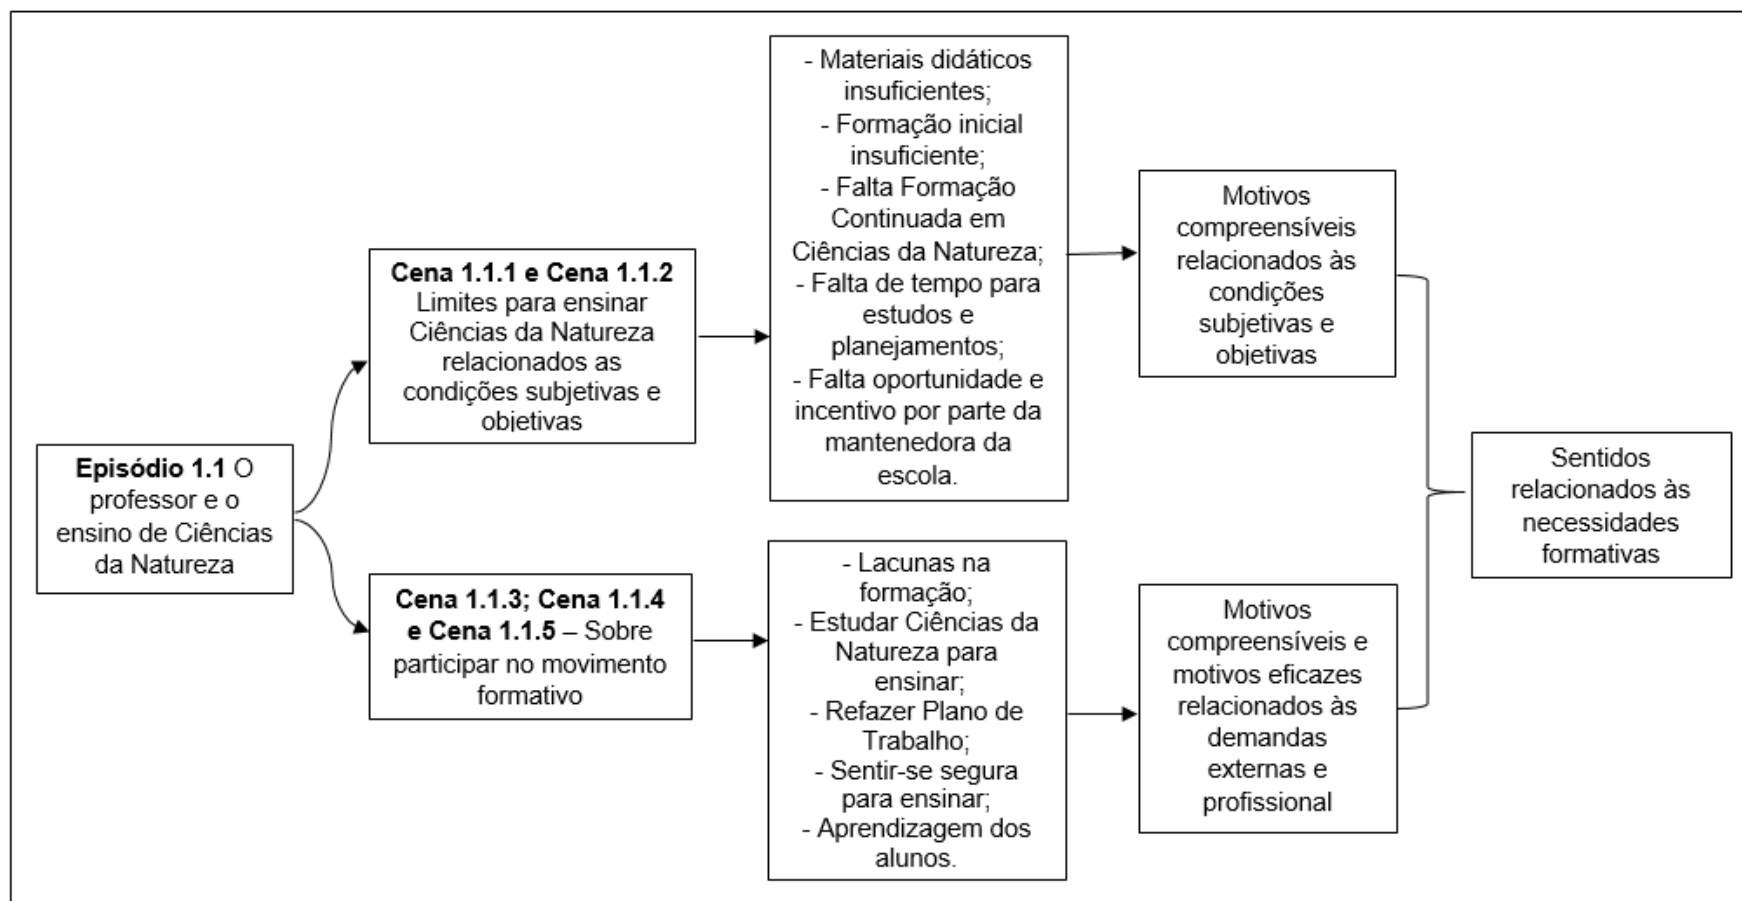 Episódio 1.1 O
professor e o
ensino de Ciências
da Natureza
Cena 1.1.1 e Cena 1.1.2
Limites para ensinar
Ciências da Natureza
relacionados as
condições subjetivas e
objetivas
- Materiais didáticos
insuficientes;
- Formação inicial
insuficiente;
- Falta Formação
Continuada em
Ciências da Natureza;
- Falta de tempo para
estudos e
planejamentos;
- Falta oportunidade e
incentivo por parte da
mantenedora da
escola.
Motivos
compreensíveis
relacionados às
condições
subjetivas e
objetivas
Cena 1.1.3; Cena 1.1.4
e Cena 1.1.5 – Sobre
participar no movimento
formativo
- Lacunas na
formação;
- Estudar Ciências da
Natureza para
ensinar;
- Refazer Plano de
Trabalho;
- Sentir-se segura
para ensinar;
- Aprendizagem dos
alunos.
Motivos
compreensíveis e
motivos eficazes
relacionados às
demandas
externas e
profissional
Sentidos
relacionados às
necessidades
formativas